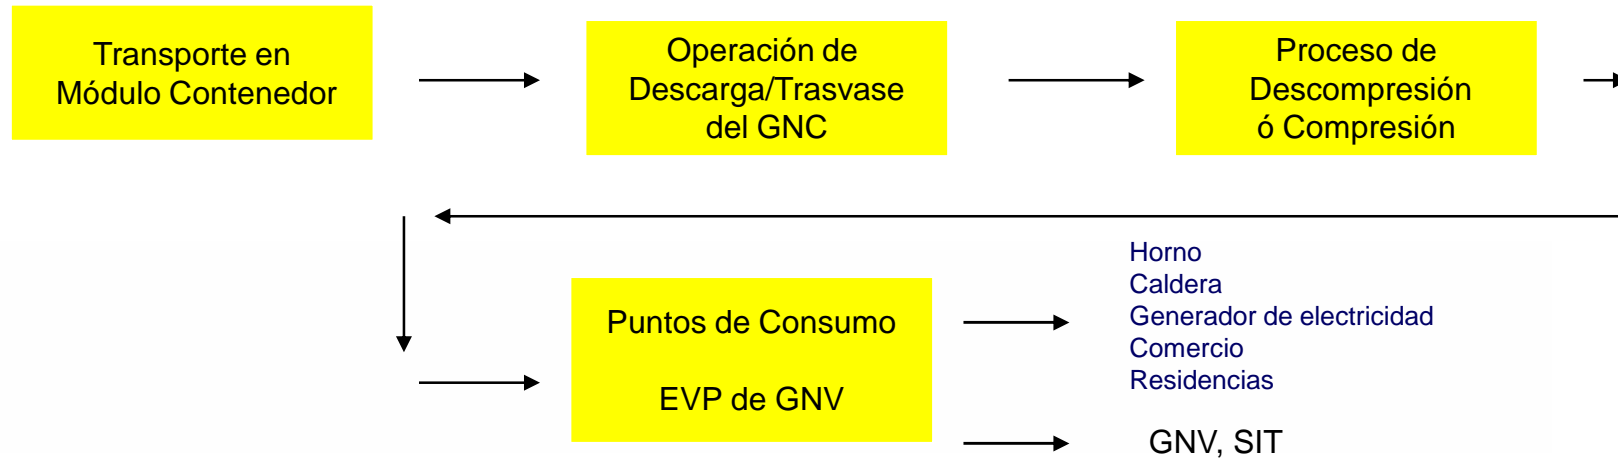 Transporte en
Módulo Contenedor
Operación de
Descarga/Trasvase
del GNC
Proceso de
Descompresión
ó Compresión
Puntos de Consumo
EVP de GNV
Horno
Caldera
Generador de electricidad
Comercio
Residencias
GNV, SIT